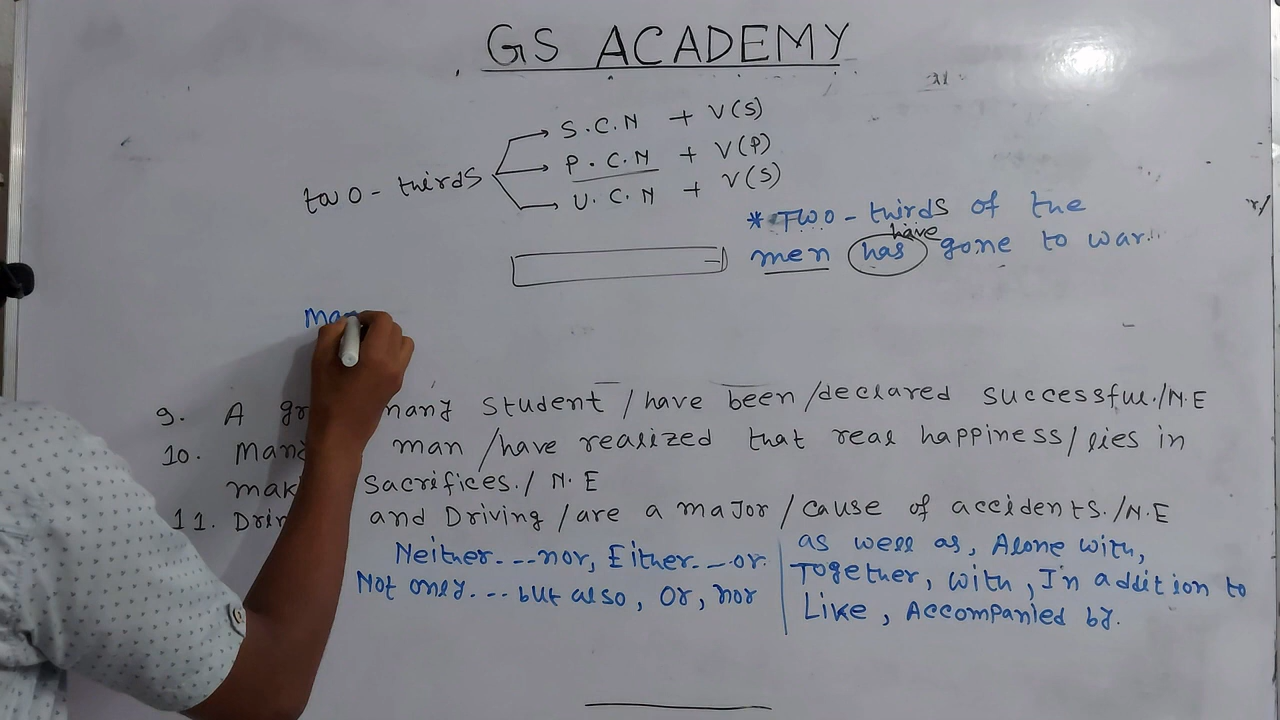 GS ACADEMY
two-thirds
S.C.N + V(S)
P.C.N + V(P)
U.C.N + V(S)
* Two-thirds of the
have
men has gone to war.
9. A many student / have been / declared successful./N.E
10. man / have realized that real happiness / lies in
sacrifices. / N.E
11. and Driving / are a major / cause of accidents. / N.E
Neither---nor, Either---or.
Not only--- but also, or, nor
as well as, Alone with,
Together, with, In addition to
Like, Accompanied by.